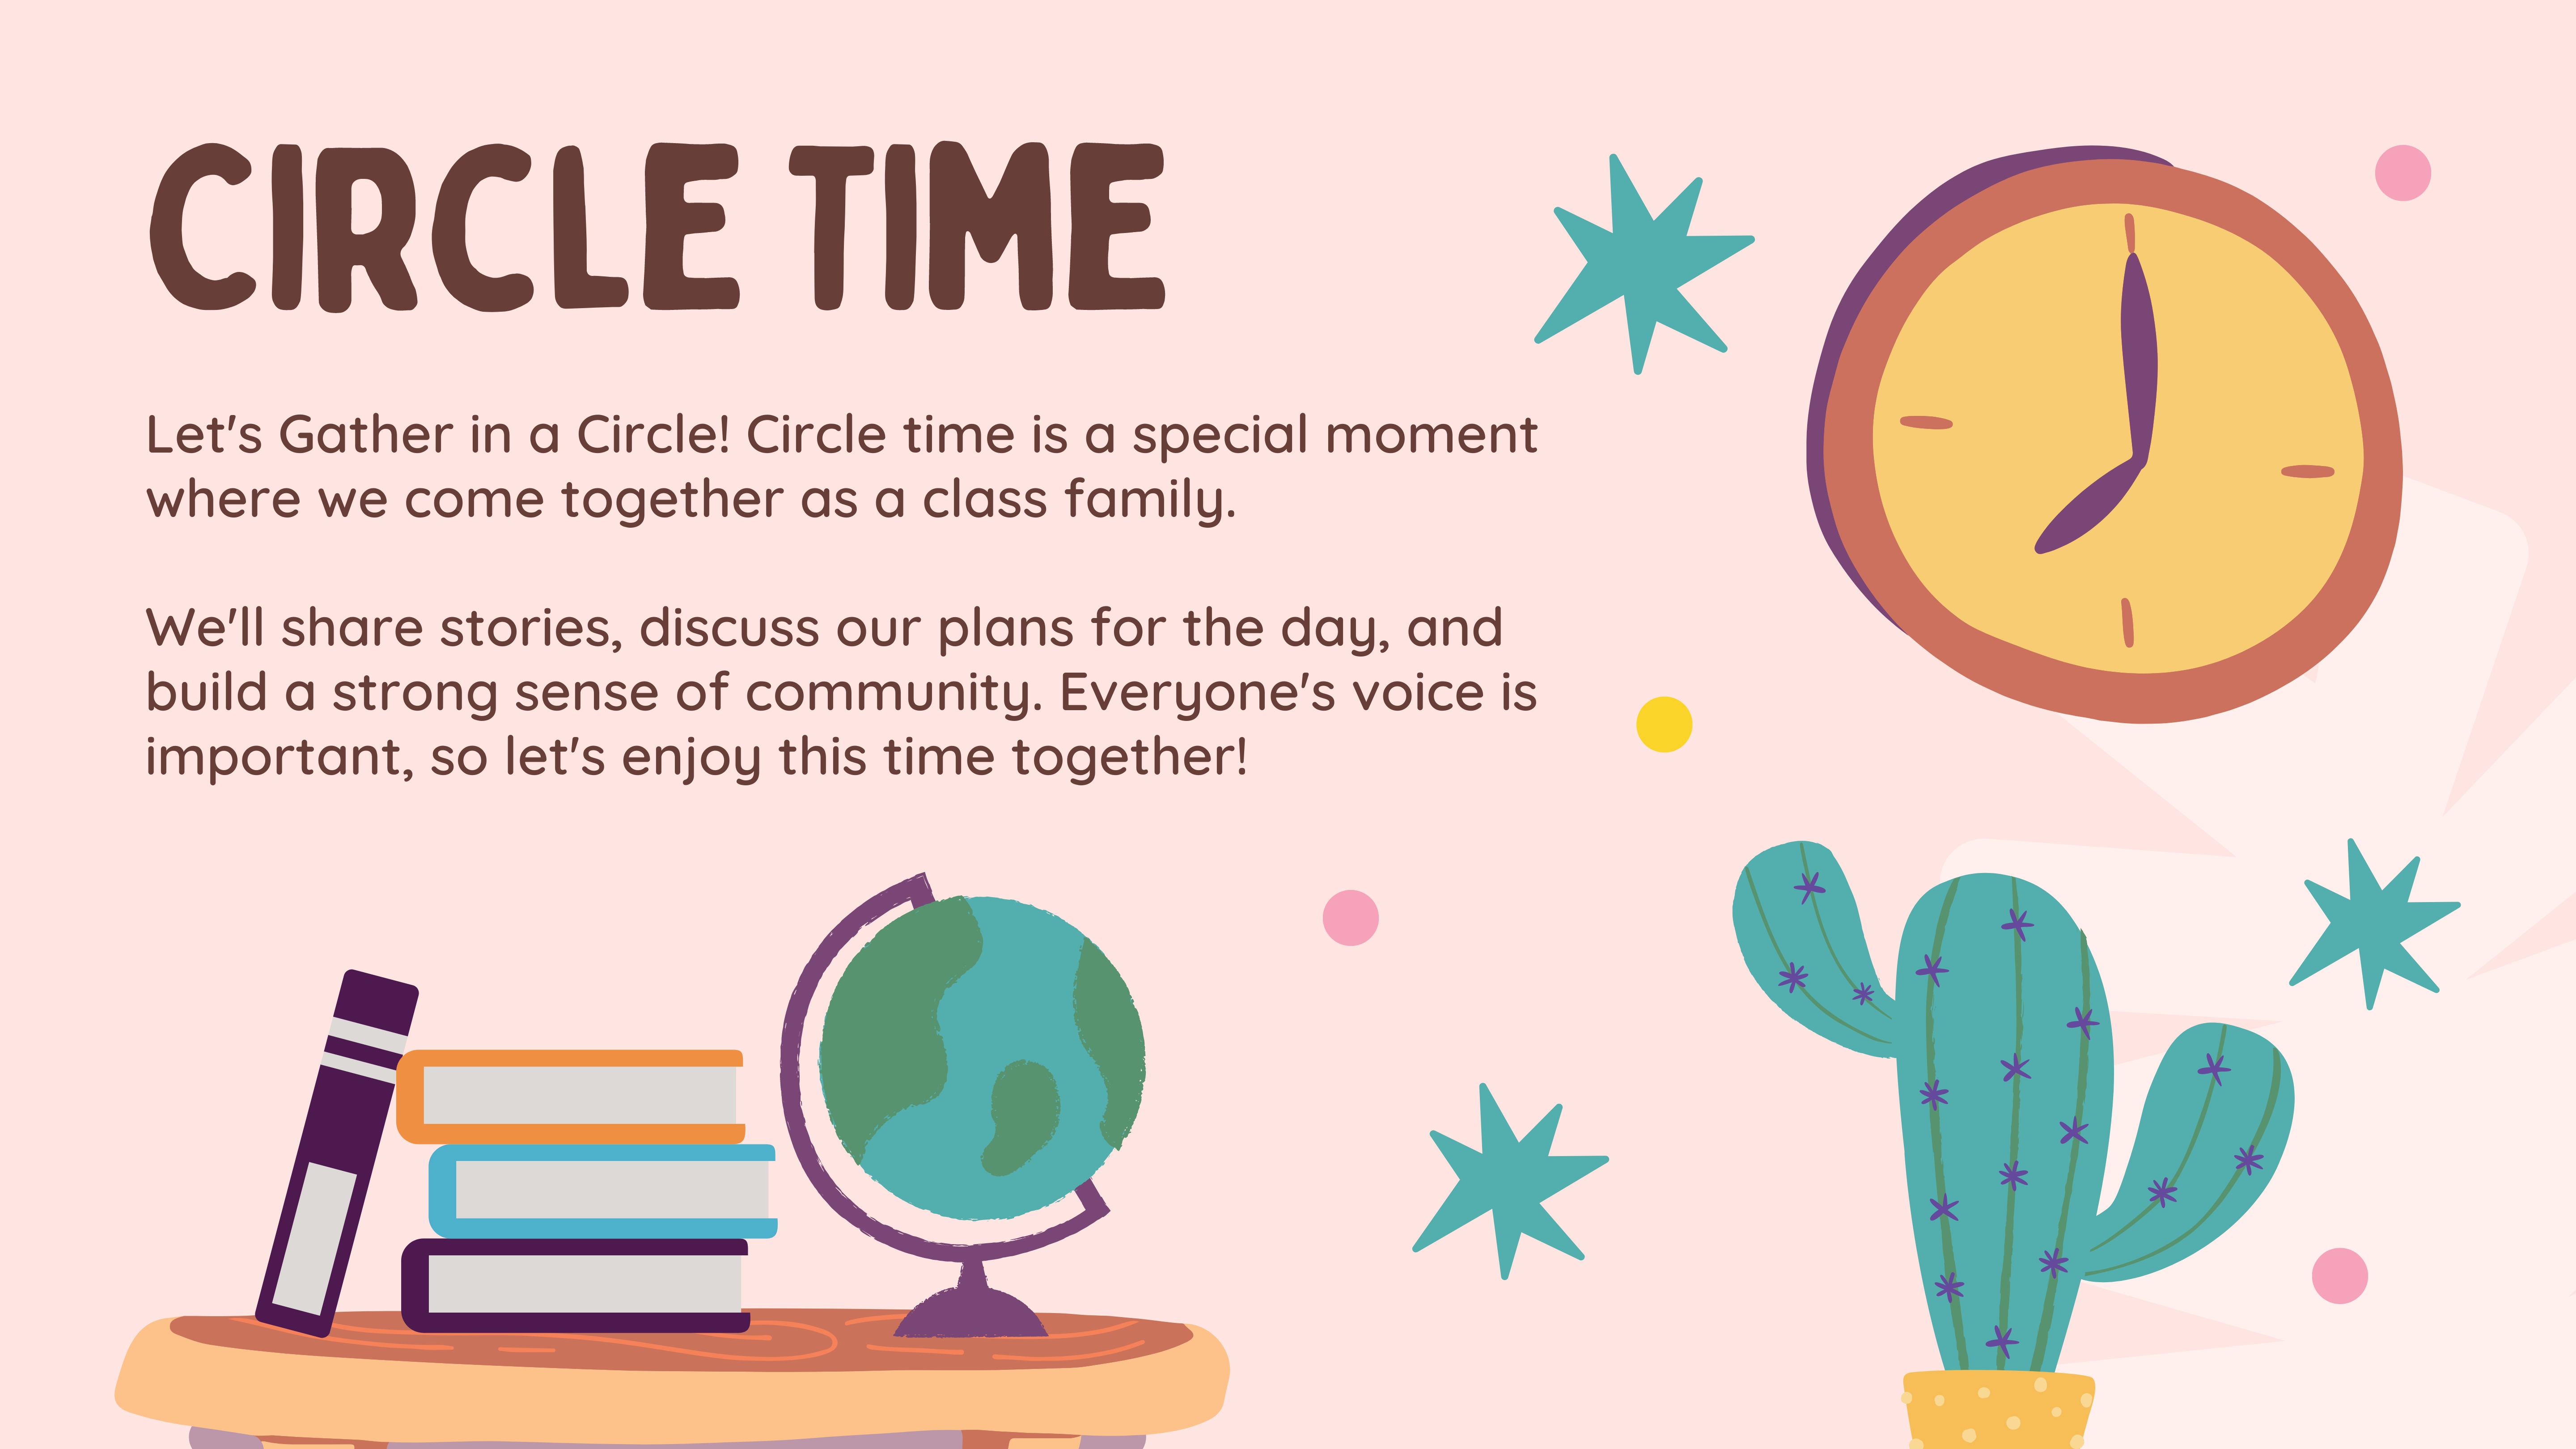 CIRCLE TIME
Let's Gather in a Circle! Circle time is a special moment
where we come together as a class family.
We'll share stories, discuss our plans for the day, and
build a strong sense of community. Everyone's voice is
important, so let's enjoy this time together!